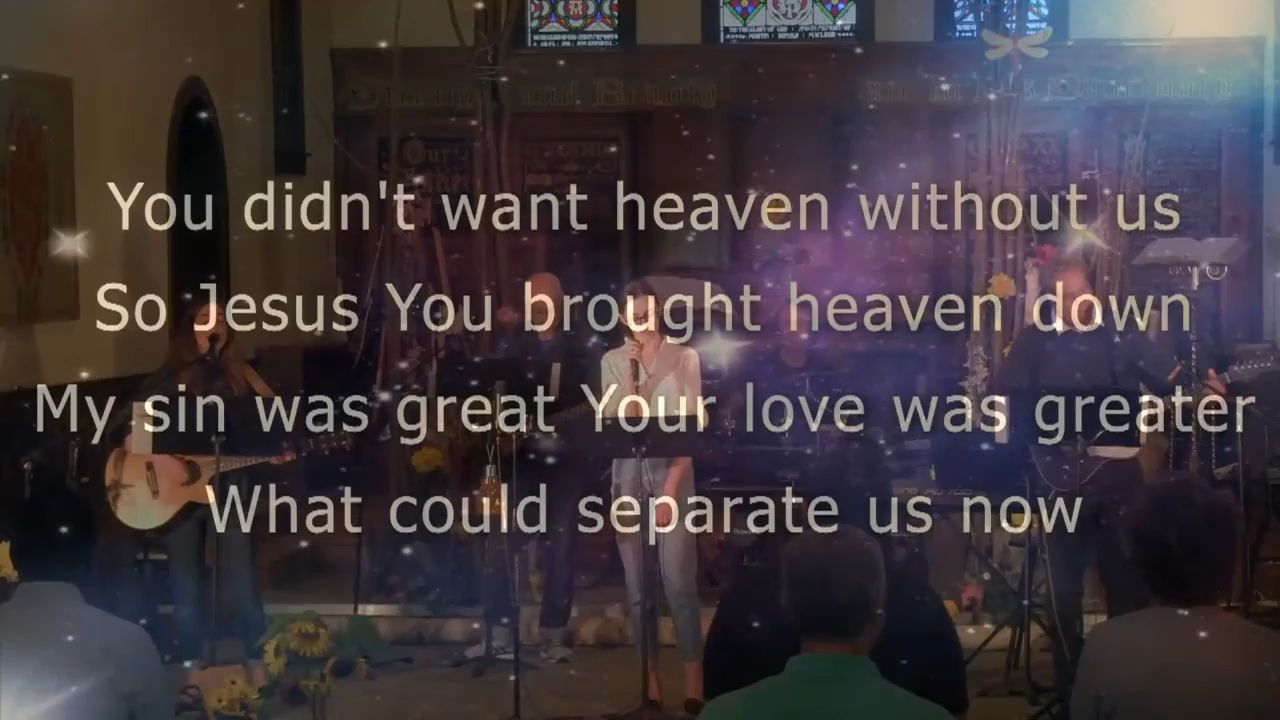 You didn't want heaven without us
So Jesus You brought heaven down
My sin was great Your love was greater
What could separate us now